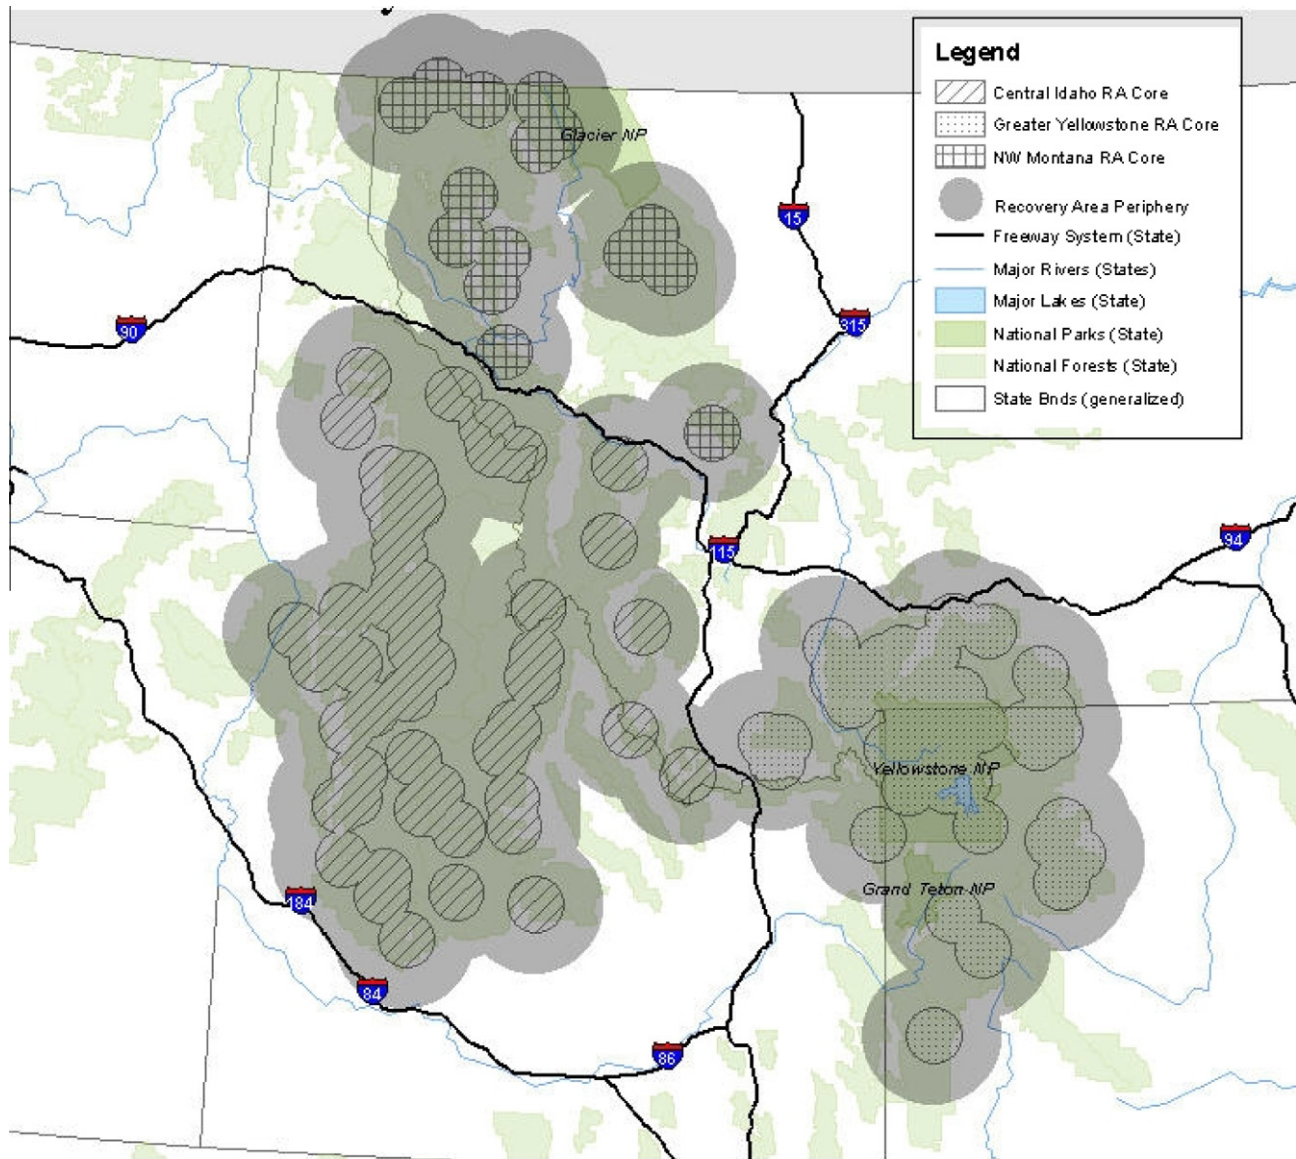 y
Legend
Central Idaho RA Core
Greater Yellowstone RA Core
NW Montana RA Core
Recovery Area Periphery
Freeway System (State)
Major Rivers (States)
Major Lakes (State)
National Parks (State)
National Forests (State)
State Bnds (generalized)
Glacier NP
15
315
90
115
94
Yellowstone NP
Grand Teton NP
184
84
86